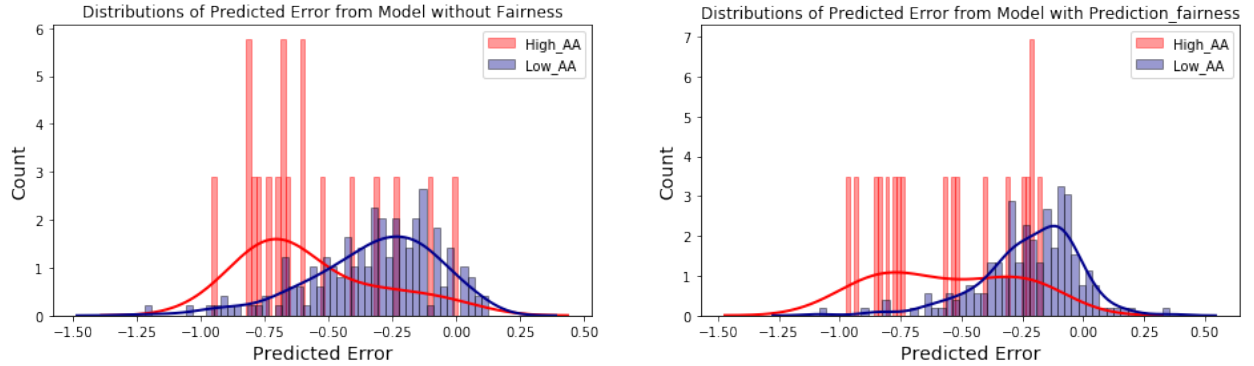 Distributions of Predicted Error from Model without Fairness
6
5
4
3
2
1
0
Count
High_AA
Low_AA
−1.50 −1.25 −1.00 −0.75 −0.50 −0.25 0.00 0.25 0.50
Predicted Error
Distributions of Predicted Error from Model with Prediction_fairness
7
6
5
4
3
2
1
0
Count
High_AA
Low_AA
−1.50 −1.25 −1.00 −0.75 −0.50 −0.25 0.00 0.25 0.50
Predicted Error